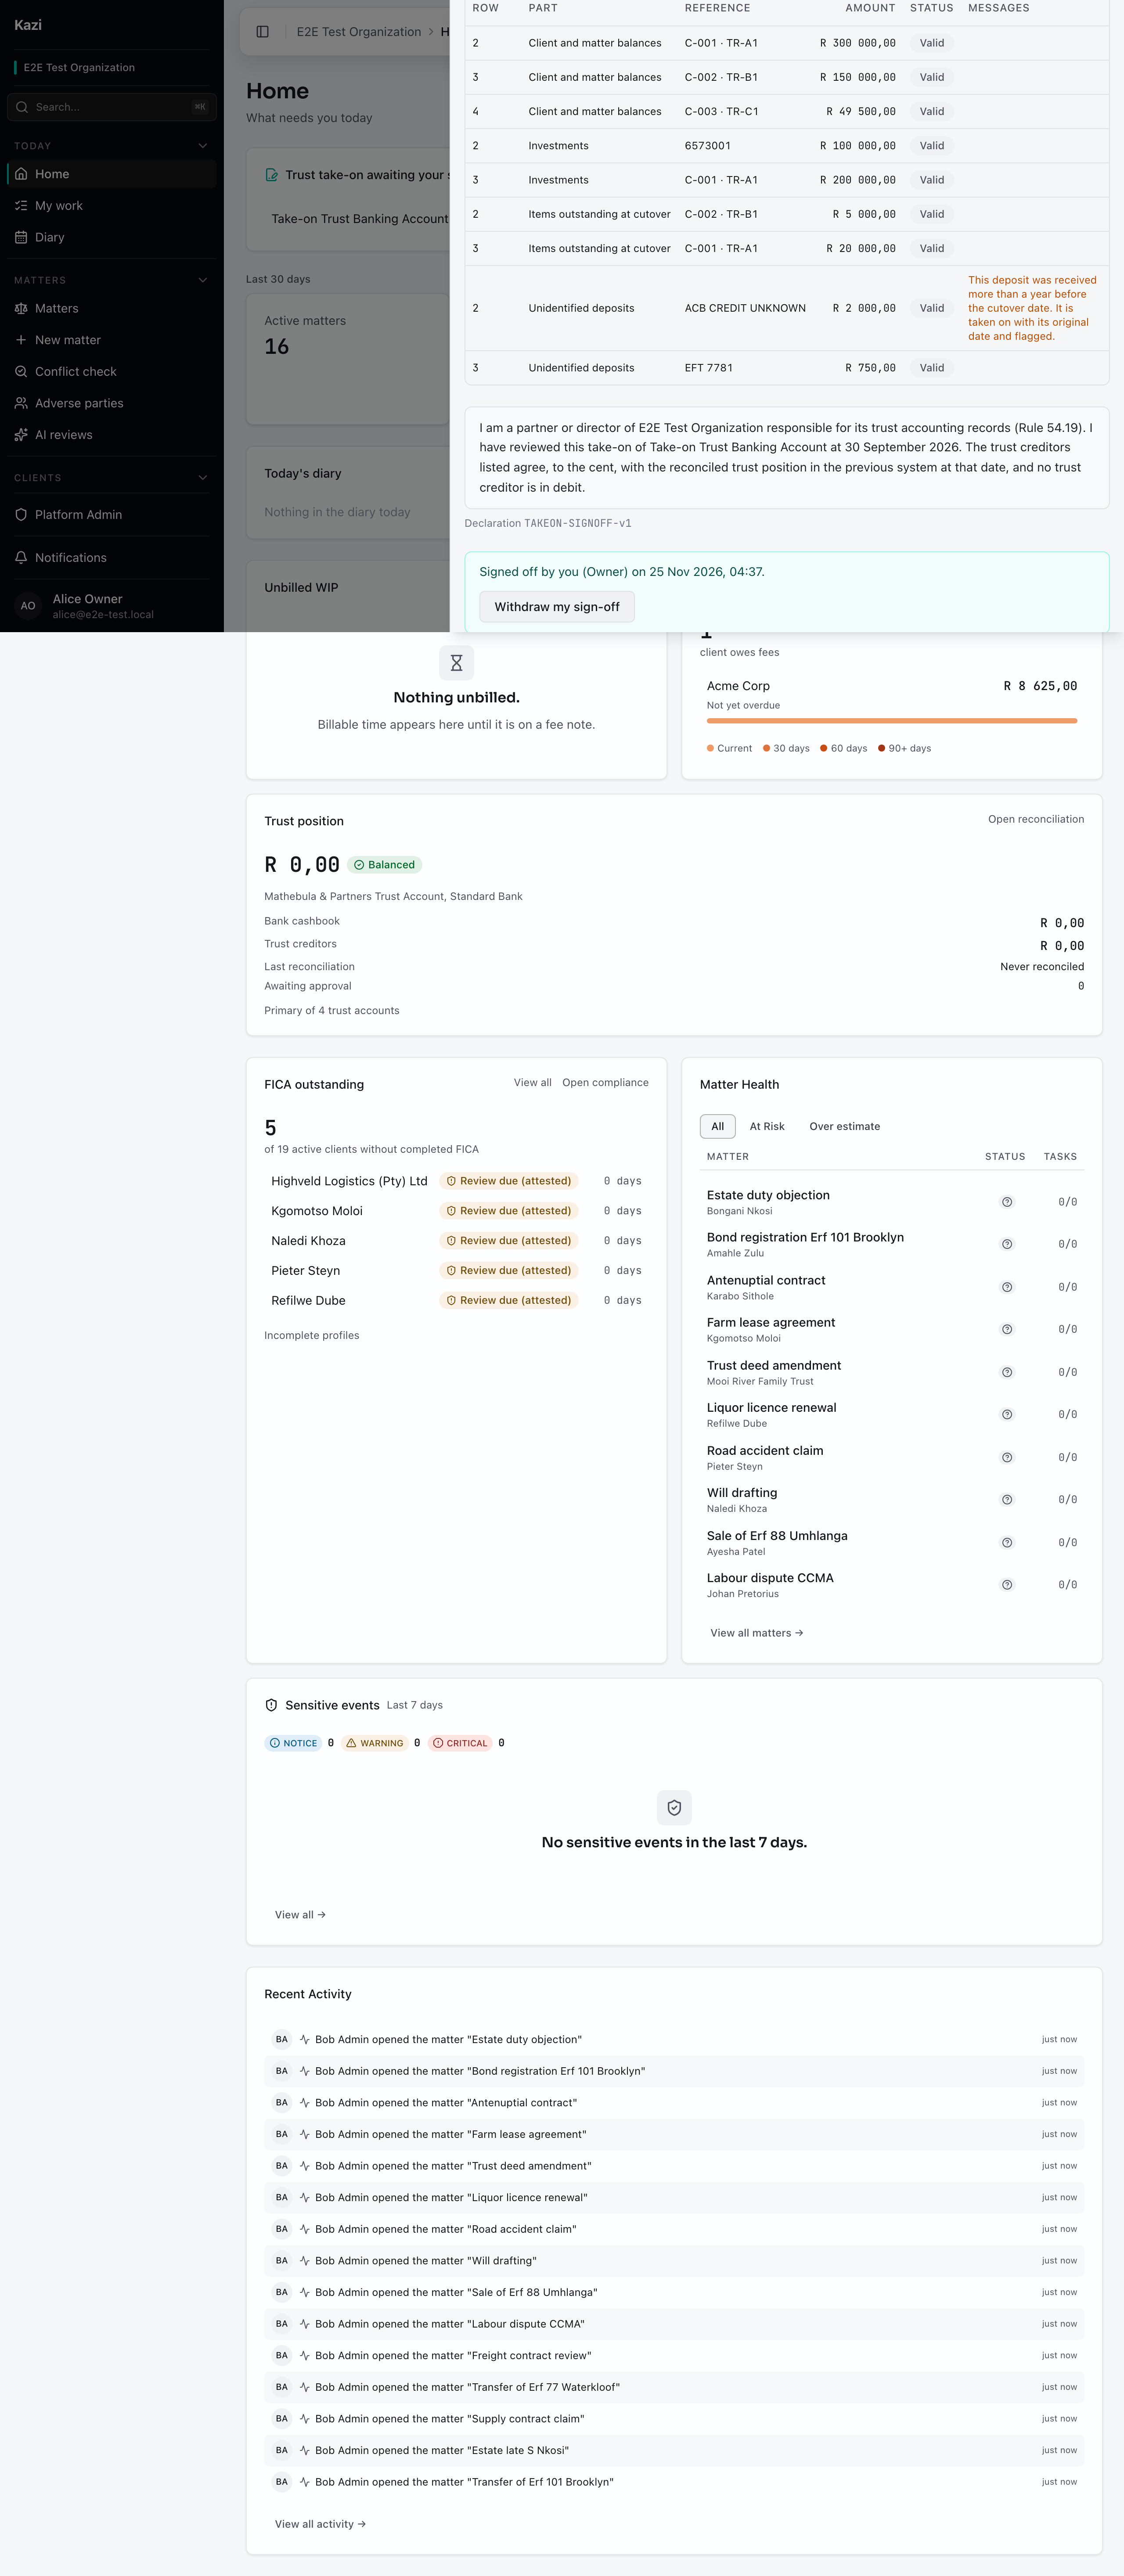 Kazi
E2E Test Organization
Search...
⌘K
TODAY
Home
My work
Diary
MATTERS
Matters
New matter
Conflict check
Adverse parties
AI reviews
CLIENTS
Platform Admin
Notifications
AO
Alice Owner
alice@e2e-test.local
E2E Test Organization > H
Home
What needs you today
Trust take-on awaiting your s
Take-on Trust Banking Account
Last 30 days
Active matters
16
Today's diary
Nothing in the diary today
Unbilled WIP
ROW PART REFERENCE AMOUNT STATUS MESSAGES
2 Client and matter balances C-001 · TR-A1 R 300 000,00 Valid
3 Client and matter balances C-002 · TR-B1 R 150 000,00 Valid
4 Client and matter balances C-003 · TR-C1 R 49 500,00 Valid
2 Investments 6573001 R 100 000,00 Valid
3 Investments C-001 · TR-A1 R 200 000,00 Valid
2 Items outstanding at cutover C-002 · TR-B1 R 5 000,00 Valid
3 Items outstanding at cutover C-001 · TR-A1 R 20 000,00 Valid
2 Unidentified deposits ACB CREDIT UNKNOWN R 2 000,00 Valid
This deposit was received
more than a year before
the cutover date. It is
taken on with its original
date and flagged.
3 Unidentified deposits EFT 7781 R 750,00 Valid
I am a partner or director of E2E Test Organization responsible for its trust accounting records (Rule 54.19). I
have reviewed this take-on of Take-on Trust Banking Account at 30 September 2026. The trust creditors
listed agree, to the cent, with the reconciled trust position in the previous system at that date, and no trust
creditor is in debit.
Declaration TAKEON-SIGNOFF-v1
Signed off by you (Owner) on 25 Nov 2026, 04:37.
Withdraw my sign-off
Nothing unbilled.
Billable time appears here until it is on a fee note.
client owes fees
Acme Corp R 8 625,00
Not yet overdue
Current 30 days 60 days 90+ days
Trust position
Open reconciliation
R 0,00 Balanced
Mathebula & Partners Trust Account, Standard Bank
Bank cashbook R 0,00
Trust creditors R 0,00
Last reconciliation Never reconciled
Awaiting approval 0
Primary of 4 trust accounts
FICA outstanding
View all Open compliance
5
of 19 active clients without completed FICA
Highveld Logistics (Pty) Ltd Review due (attested) 0 days
Kgomotso Moloi Review due (attested) 0 days
Naledi Khoza Review due (attested) 0 days
Pieter Steyn Review due (attested) 0 days
Refilwe Dube Review due (attested) 0 days
Incomplete profiles
Matter Health
All At Risk Over estimate
MATTER STATUS TASKS
Estate duty objection 0/0
Bongani Nkosi
Bond registration Erf 101 Brooklyn 0/0
Amahle Zulu
Antenuptial contract 0/0
Karabo Sithole
Farm lease agreement 0/0
Kgomotso Moloi
Trust deed amendment 0/0
Mooi River Family Trust
Liquor licence renewal 0/0
Refilwe Dube
Road accident claim 0/0
Pieter Steyn
Will drafting 0/0
Naledi Khoza
Sale of Erf 88 Umhlanga 0/0
Ayesha Patel
Labour dispute CCMA 0/0
Johan Pretorius
View all matters →
Sensitive events Last 7 days
NOTICE 0 WARNING 0 CRITICAL 0
No sensitive events in the last 7 days.
View all →
Recent Activity
BA Bob Admin opened the matter "Estate duty objection" just now
BA Bob Admin opened the matter "Bond registration Erf 101 Brooklyn" just now
BA Bob Admin opened the matter "Antenuptial contract" just now
BA Bob Admin opened the matter "Farm lease agreement" just now
BA Bob Admin opened the matter "Trust deed amendment" just now
BA Bob Admin opened the matter "Liquor licence renewal" just now
BA Bob Admin opened the matter "Road accident claim" just now
BA Bob Admin opened the matter "Will drafting" just now
BA Bob Admin opened the matter "Sale of Erf 88 Umhlanga" just now
BA Bob Admin opened the matter "Labour dispute CCMA" just now
BA Bob Admin opened the matter "Freight contract review" just now
BA Bob Admin opened the matter "Transfer of Erf 77 Waterkloof" just now
BA Bob Admin opened the matter "Supply contract claim" just now
BA Bob Admin opened the matter "Estate late S Nkosi" just now
BA Bob Admin opened the matter "Transfer of Erf 101 Brooklyn" just now
View all activity →